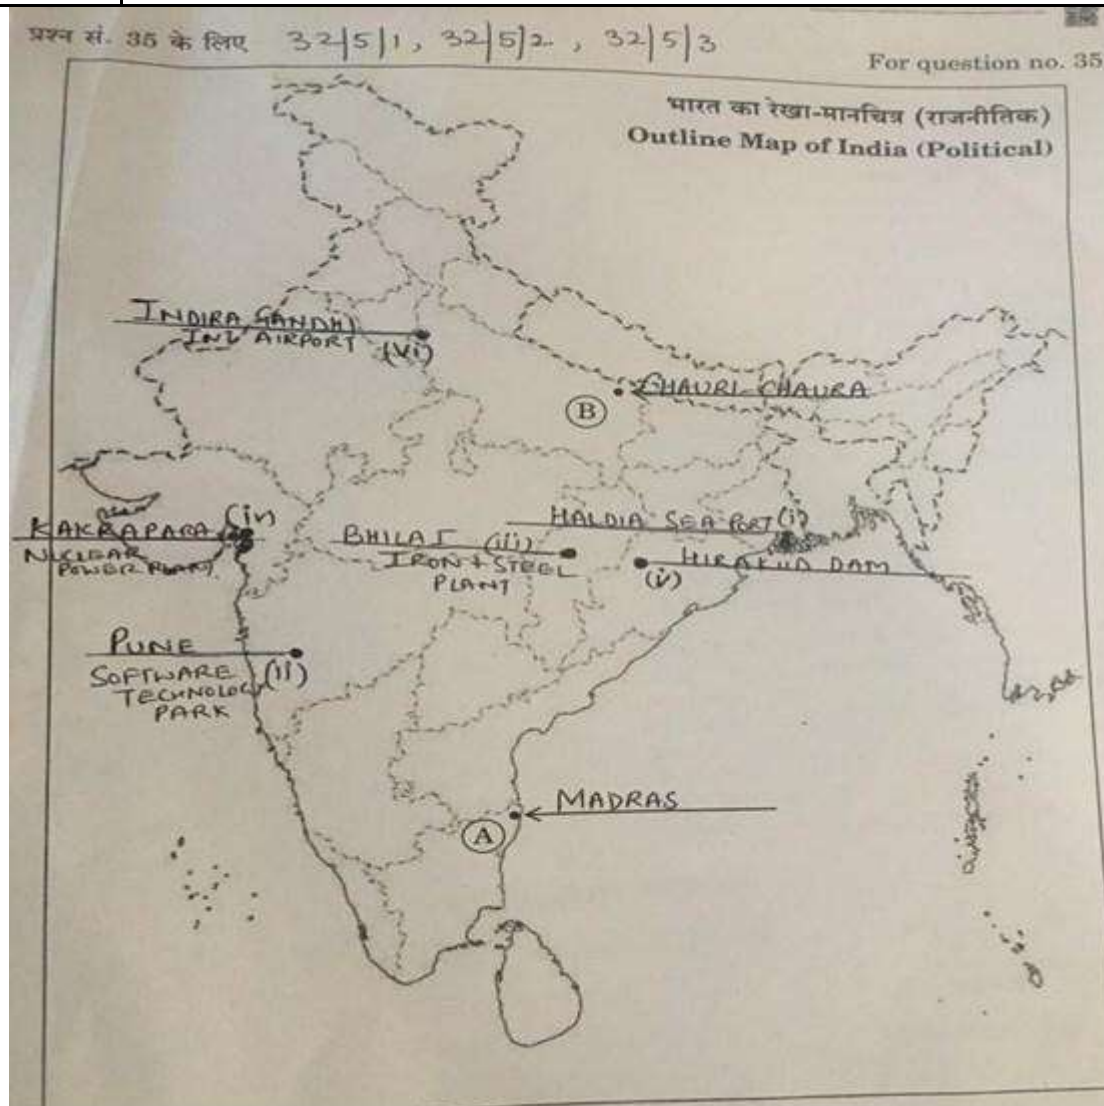 प्रश्न सं. 35 के लिए 32/5/1, 32/5/2, 32/5/3
For question no. 35
भारत का रेखा-मानचित्र (राजनीतिक)
Outline Map of India (Political)
INDIRA GANDHI
INL AIRPORT
(vi)
CHAURI-CHAURA
B
KAKRAPARA (iv)
NUCLEAR
POWER PLANT
BHILAI (iii)
IRON + STEEL
PLANT
HALDIA SEA-PORT (i)
HIRAKUD DAM
(v)
PUNE
SOFTWARE (ii)
TECHNOLOGY
PARK
MADRAS
A